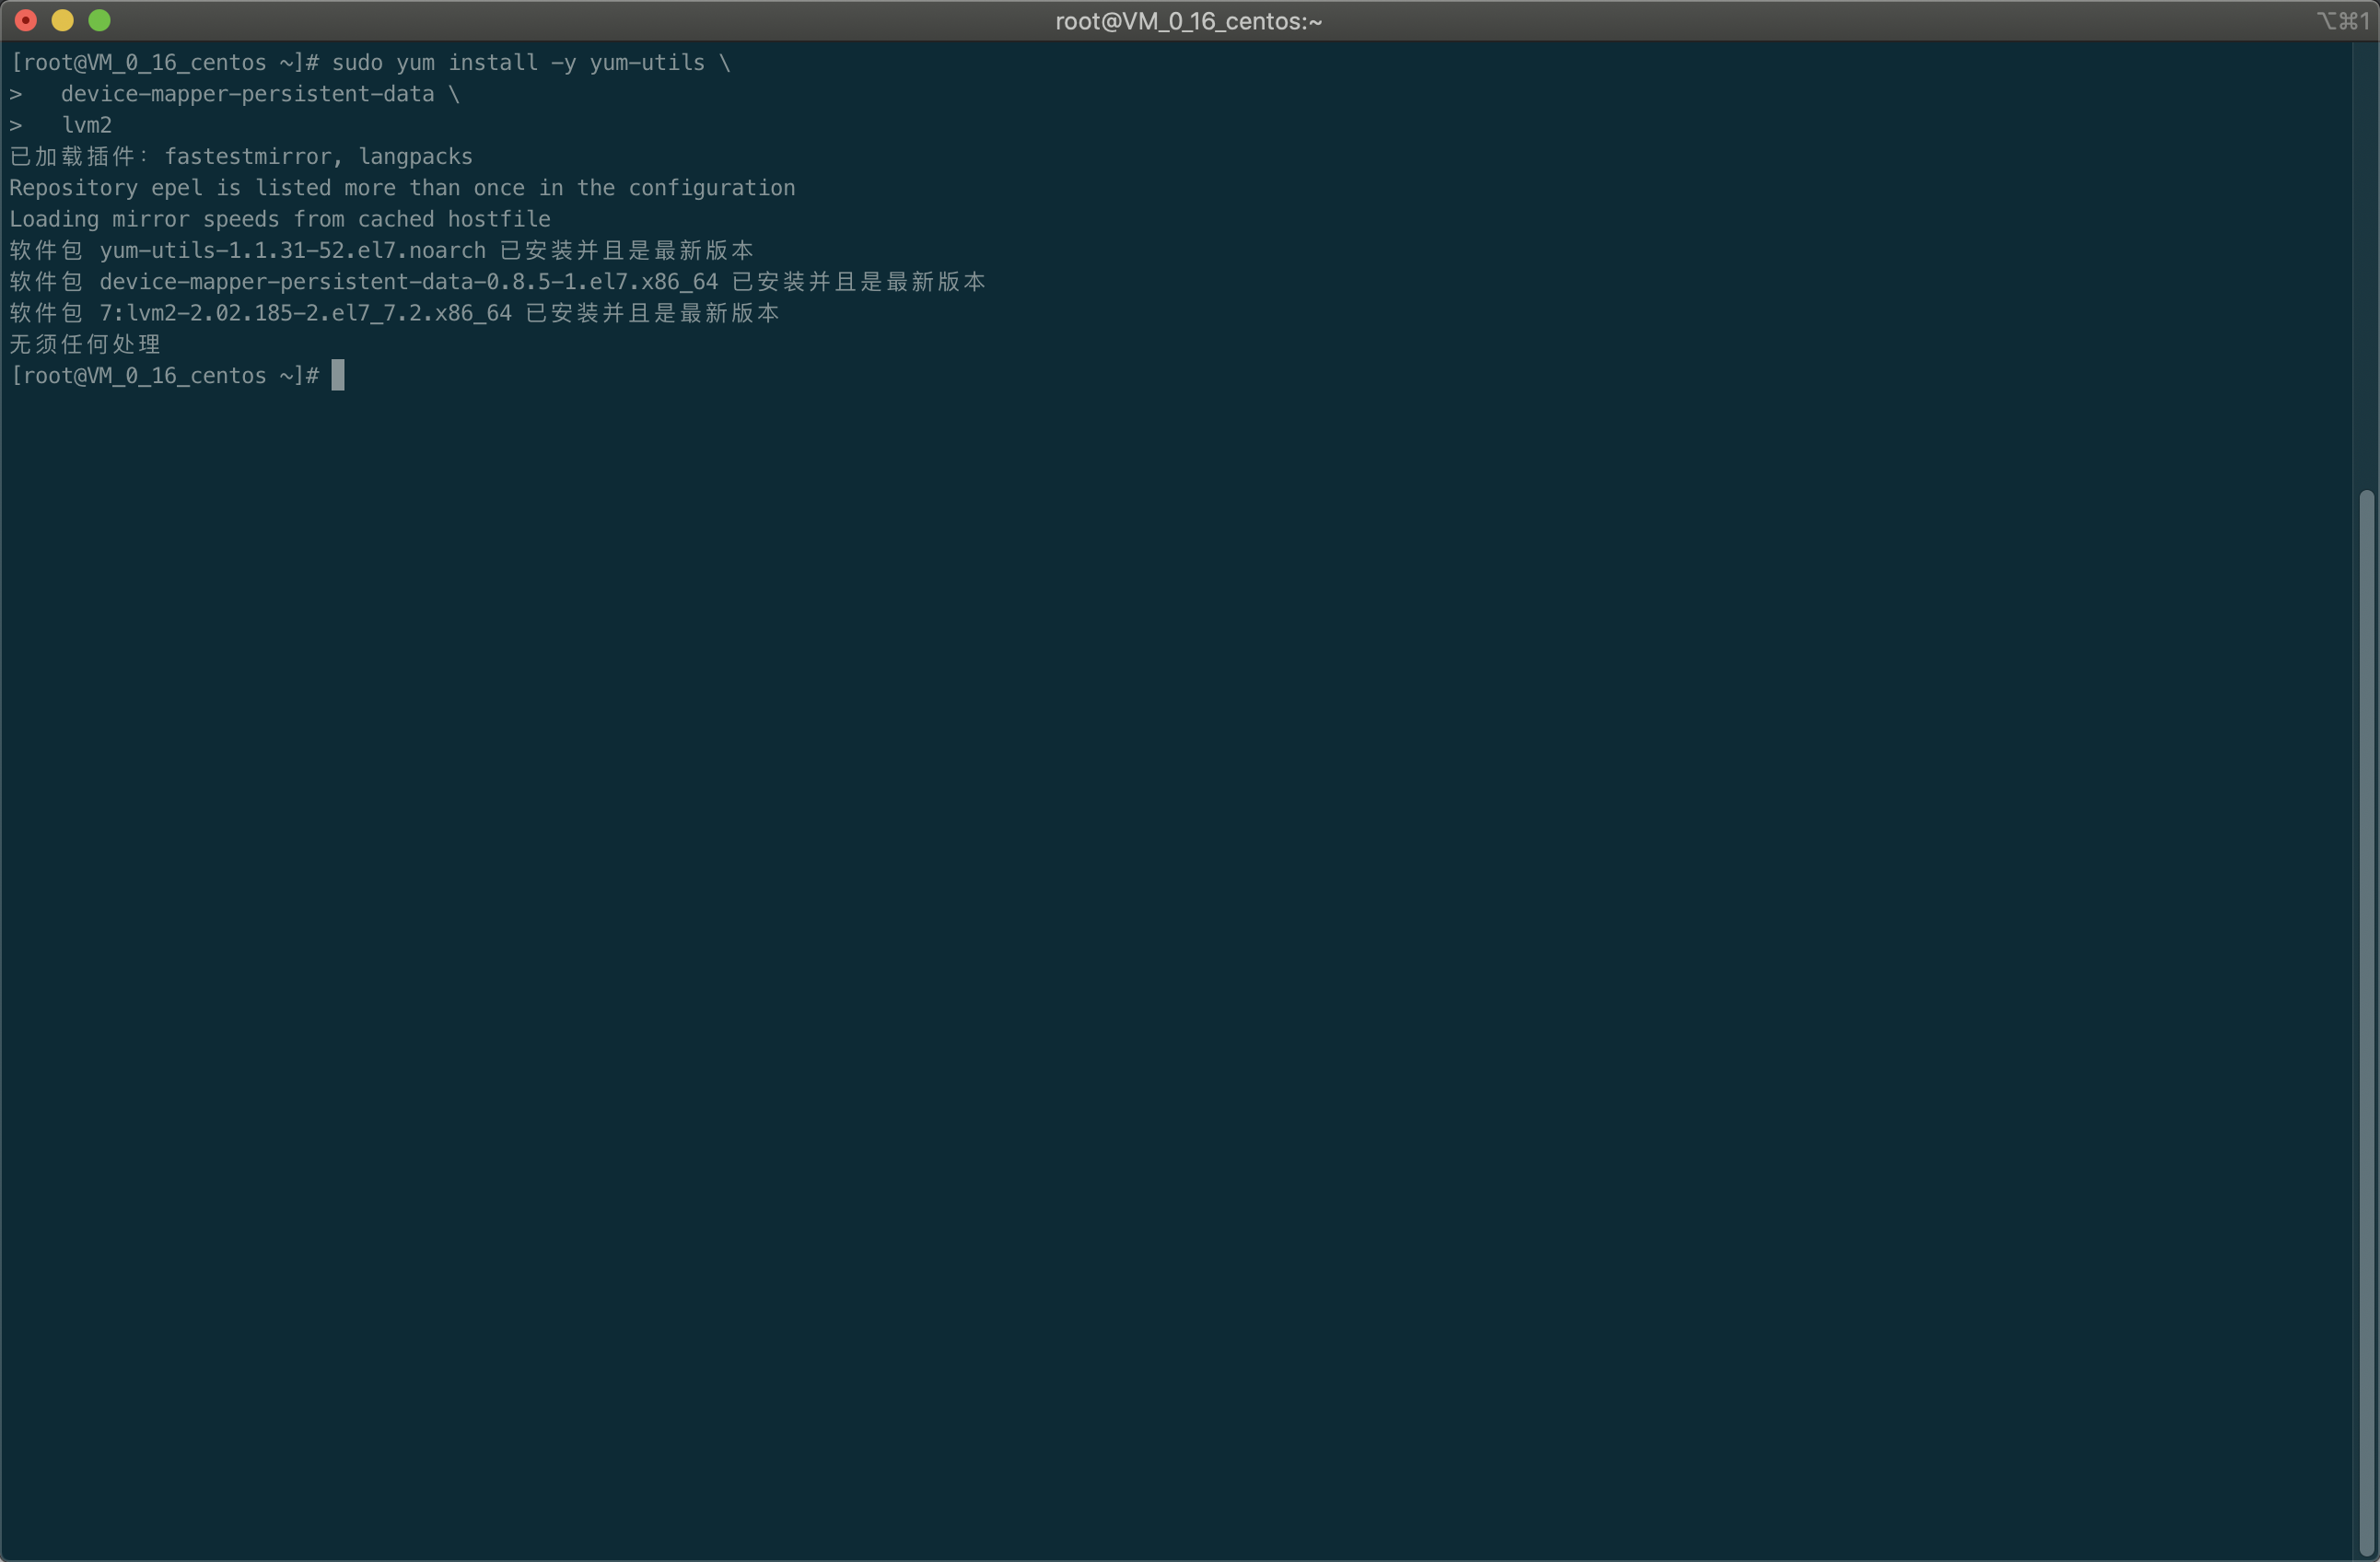 root@VM_0_16_centos:~
⌥⌘1
[root@VM_0_16_centos ~]# sudo yum install -y yum-utils \
>   device-mapper-persistent-data \
>   lvm2
已加载插件：fastestmirror, langpacks
Repository epel is listed more than once in the configuration
Loading mirror speeds from cached hostfile
软件包 yum-utils-1.1.31-52.el7.noarch 已安装并且是最新版本
软件包 device-mapper-persistent-data-0.8.5-1.el7.x86_64 已安装并且是最新版本
软件包 7:lvm2-2.02.185-2.el7_7.2.x86_64 已安装并且是最新版本
无须任何处理
[root@VM_0_16_centos ~]#